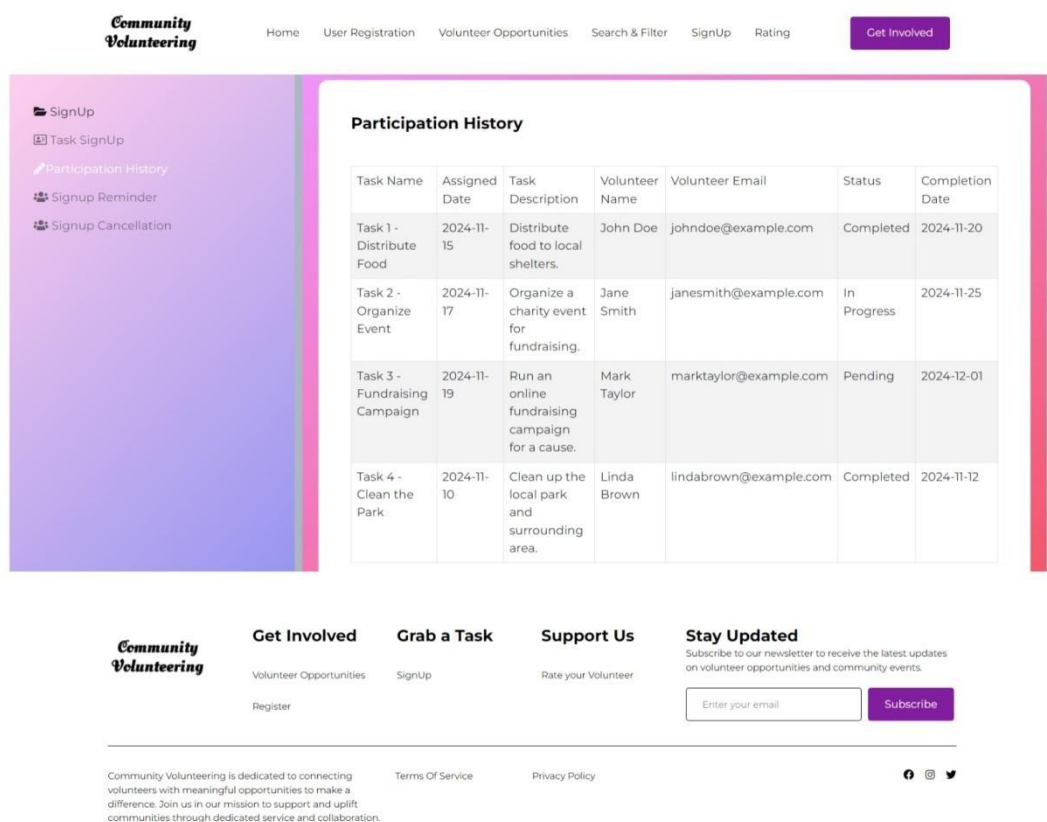 Community
Volunteering
Home User Registration Volunteer Opportunities Search & Filter SignUp Rating Get Involved
SignUp
Task SignUp
Participation History
Signup Reminder
Signup Cancellation
Participation History
Task Name Assigned Date Task Description Volunteer Name Volunteer Email Status Completion Date
Task 1 - Distribute Food 2024-11-15 Distribute food to local shelters. John Doe johndoe@example.com Completed 2024-11-20
Task 2 - Organize Event 2024-11-17 Organize a charity event for fundraising. Jane Smith janesmith@example.com In Progress 2024-11-25
Task 3 - Fundraising Campaign 2024-11-19 Run an online fundraising campaign for a cause. Mark Taylor marktaylor@example.com Pending 2024-12-01
Task 4 - Clean the Park 2024-11-10 Clean up the local park and surrounding area. Linda Brown lindabrown@example.com Completed 2024-11-12
Community
Volunteering
Get Involved
Volunteer Opportunities
Register
Grab a Task
SignUp
Support Us
Rate your Volunteer
Stay Updated
Subscribe to our newsletter to receive the latest updates
on volunteer opportunities and community events.
Enter your email Subscribe
Community Volunteering is dedicated to connecting
volunteers with meaningful opportunities to make a
difference. Join us in our mission to support and uplift
communities through dedicated service and collaboration.
Terms Of Service Privacy Policy